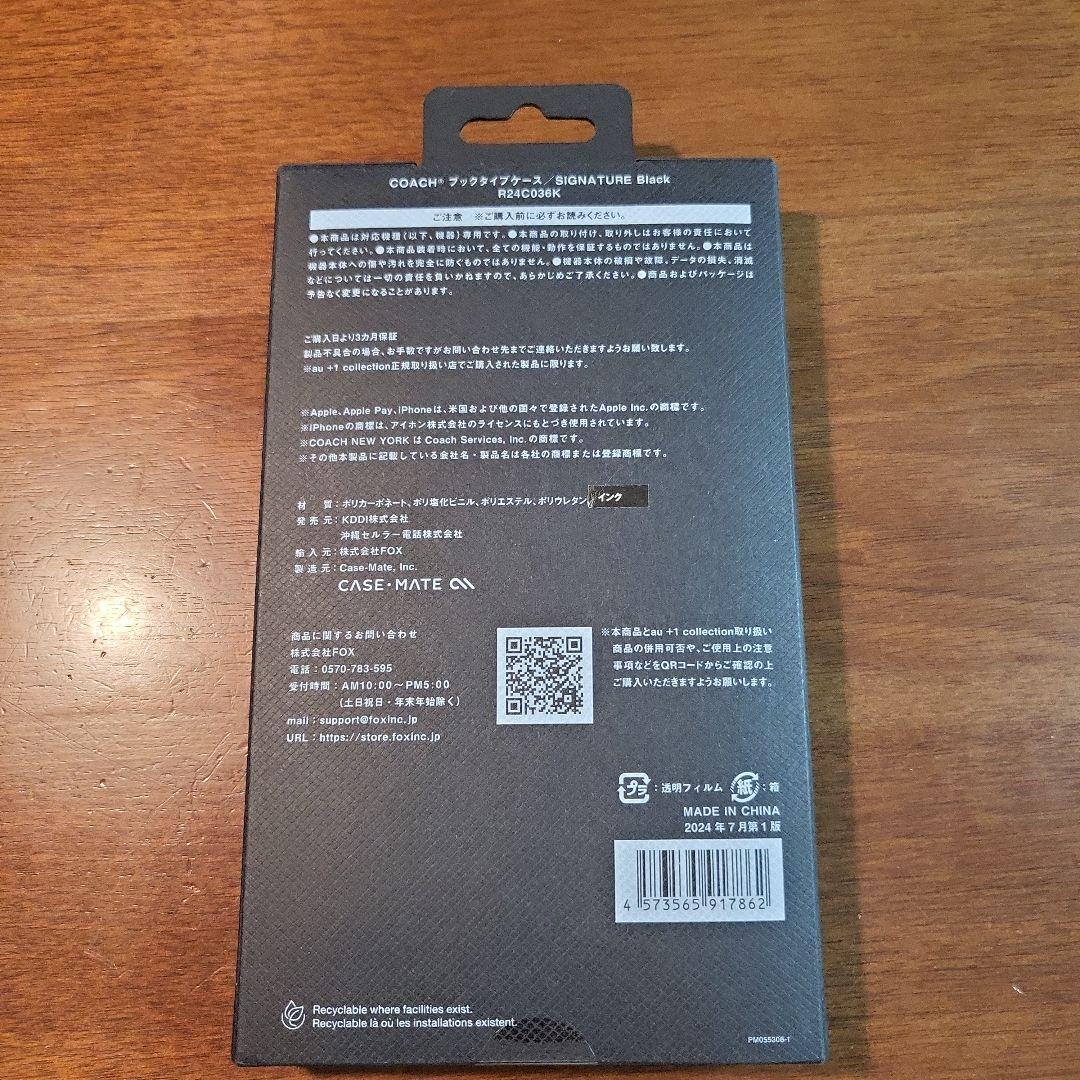 COACH® ブックタイプケース／SIGNATURE Black
R24C036K
ご注意　※ご購入前に必ずお読みください。
●本商品は対応機種（以下、機器）専用です。●本商品の取り付け、取り外しはお客様の責任において
行ってください。●本商品装着時において、全ての機能・動作を保証するものではありません。●本商品は
機器本体への傷や汚れを完全に防ぐものではありません。●機器本体の破損や故障、データの損失、消滅
などについては一切の責任を負いかねますので、あらかじめご了承ください。●商品およびパッケージは
予告なく変更になることがあります。
ご購入日より3カ月保証
製品不具合の場合、お手数ですがお問い合わせ先までご連絡いただきますようお願い致します。
※au +1 collection正規取り扱い店でご購入された製品に限ります。
※Apple、Apple Pay、iPhoneは、米国および他の国々で登録されたApple Inc.の商標です。
※iPhoneの商標は、アイホン株式会社のライセンスにもとづき使用されています。
※COACH NEW YORK は Coach Services, Inc. の商標です。
※その他本製品に記載している会社名・製品名は各社の商標または登録商標です。
材　質：ポリカーボネート、ポリ塩化ビニル、ポリエステル、ポリウレタン インク
発売元：KDDI株式会社
沖縄セルラー電話株式会社
輸入元：株式会社FOX
製造元：Case-Mate, Inc.
CASE·MATE
商品に関するお問い合わせ
株式会社FOX
電話：0570-783-595
受付時間：AM10:00～PM5:00
（土日祝日・年末年始除く）
mail：support@foxinc.jp
URL：https://store.foxinc.jp
※本商品とau +1 collection取り扱い
商品の併用可否や、ご使用上の注意
事項などをQRコードからご確認の上
ご購入いただきますようお願いします。
プラ：透明フィルム 紙：箱
MADE IN CHINA
2024年7月第1版
4 573565 917862
Recyclable where facilities exist.
Recyclable là où les installations existent.
PM055306-1